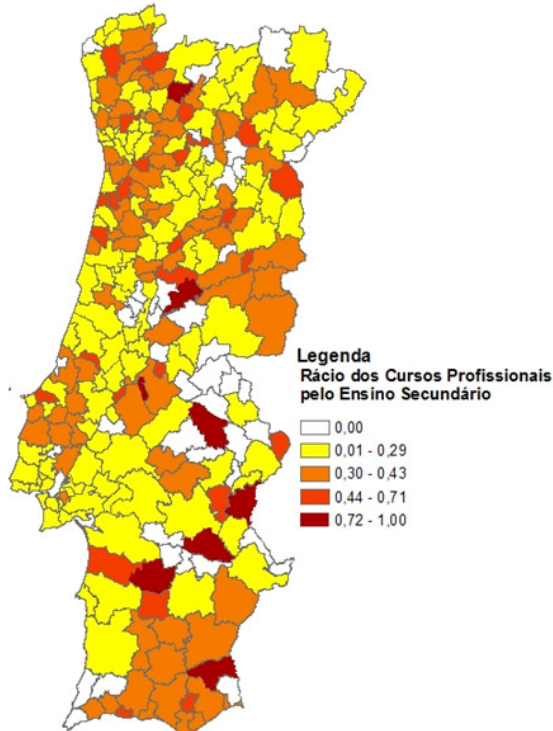 Legenda
Rácio dos Cursos Profissionais
pelo Ensino Secundário
0,00
0,01 - 0,29
0,30 - 0,43
0,44 - 0,71
0,72 - 1,00